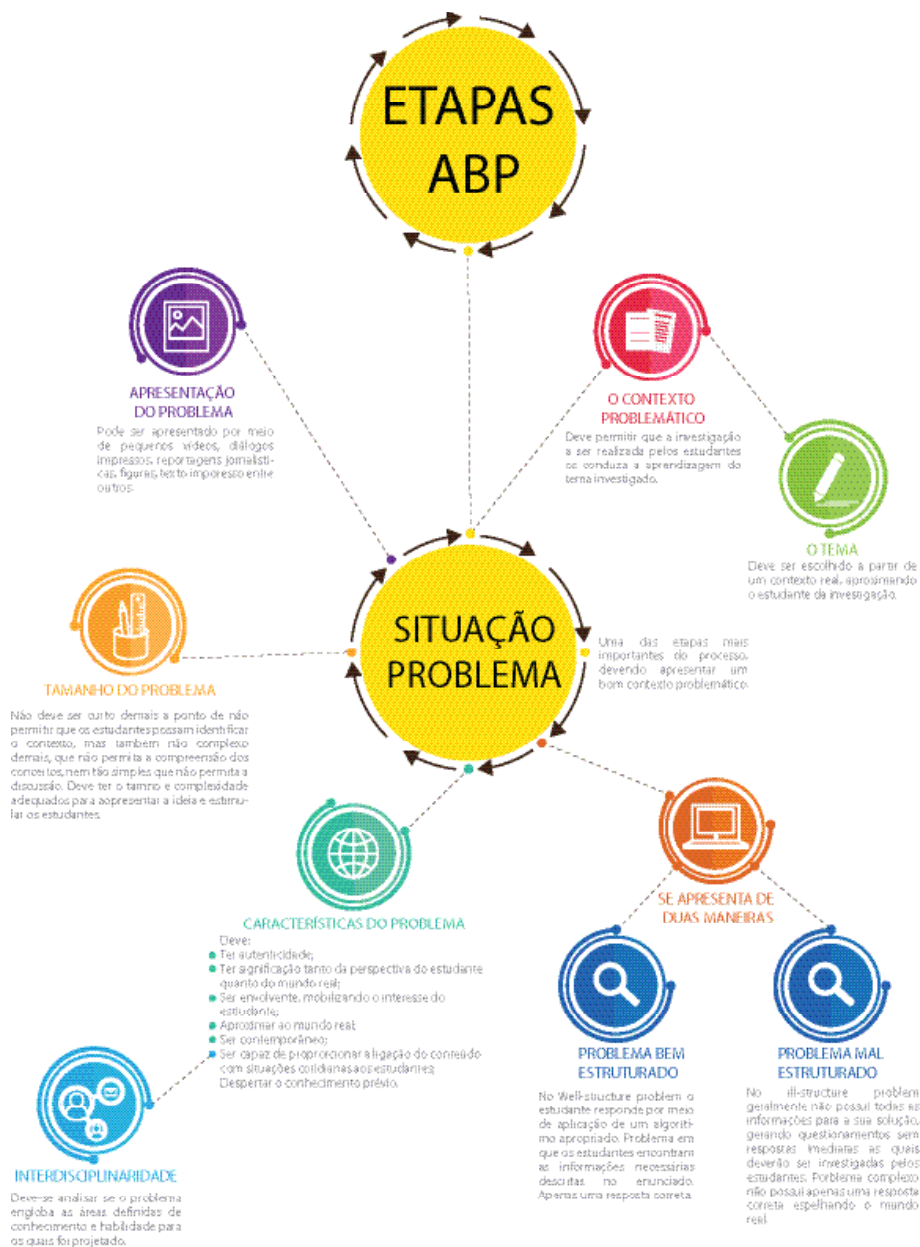 ETAPAS
ABP
APRESENTAÇÃO
DO PROBLEMA
Pode ser apresentado por meio
de pequenos vídeos, diálogos
impressos, reportagens jornalísti-
cas, figuras, texto impresso entre
outros.
O CONTEXTO
PROBLEMÁTICO
Deve permitir que a investigação
a ser realizada pelos estudantes
os conduza a aprendizagem do
tema investigado.
O TEMA
Deve ser escolhido a partir de
um contexto real, aproximando
o estudante da investigação.
SITUAÇÃO
PROBLEMA
Uma das etapas mais
importantes do processo,
devendo apresentar um
bom contexto problemático.
TAMANHO DO PROBLEMA
Não deve ser curto demais a ponto de não
permitir que os estudantes possam identificar
o contexto, mas também não complexo
demais, que não permita a compreensão dos
conceitos, nem tão simples que não permita a
discussão. Deve ter o tamno e complexidade
adequados para aopresentar a ideia e estimu-
lar os estudantes.
CARACTERÍSTICAS DO PROBLEMA
Deve:
Ter autenticidade;
Ter significação tanto da perspectiva do estudante
quanto do mundo real;
Ser envolvente, mobilizando o interesse do
estudante;
Aproximar ao mundo real;
Ser contemporâneo;
Ser capaz de proporcionar a ligação do conteúdo
com situações cotidianas aos estudantes;
Despertar o conhecimento prévio.
INTERDISCIPLINARIDADE
Deve-se analisar se o problema
engloba as áreas definidas de
conhecimento e habilidade para
os quais foi projetado.
SE APRESENTA DE
DUAS MANEIRAS
PROBLEMA BEM
ESTRUTURADO
No Well-structure problem o
estudante responde por meio
de aplicação de um algorit-
mo apropriado. Problema em
que os estudantes encontram
as informações necessárias
descritas no enunciado.
Apenas uma resposta correta.
PROBLEMA MAL
ESTRUTURADO
No ill-structure problem
geralmente não possui todas as
informações para a sua solução,
gerando questionamentos sem
respostas imediatas as quais
deverão ser investigadas pelos
estudantes. Porblema complexo
não possui apenas uma resposta
correta espelhando o mundo
real.